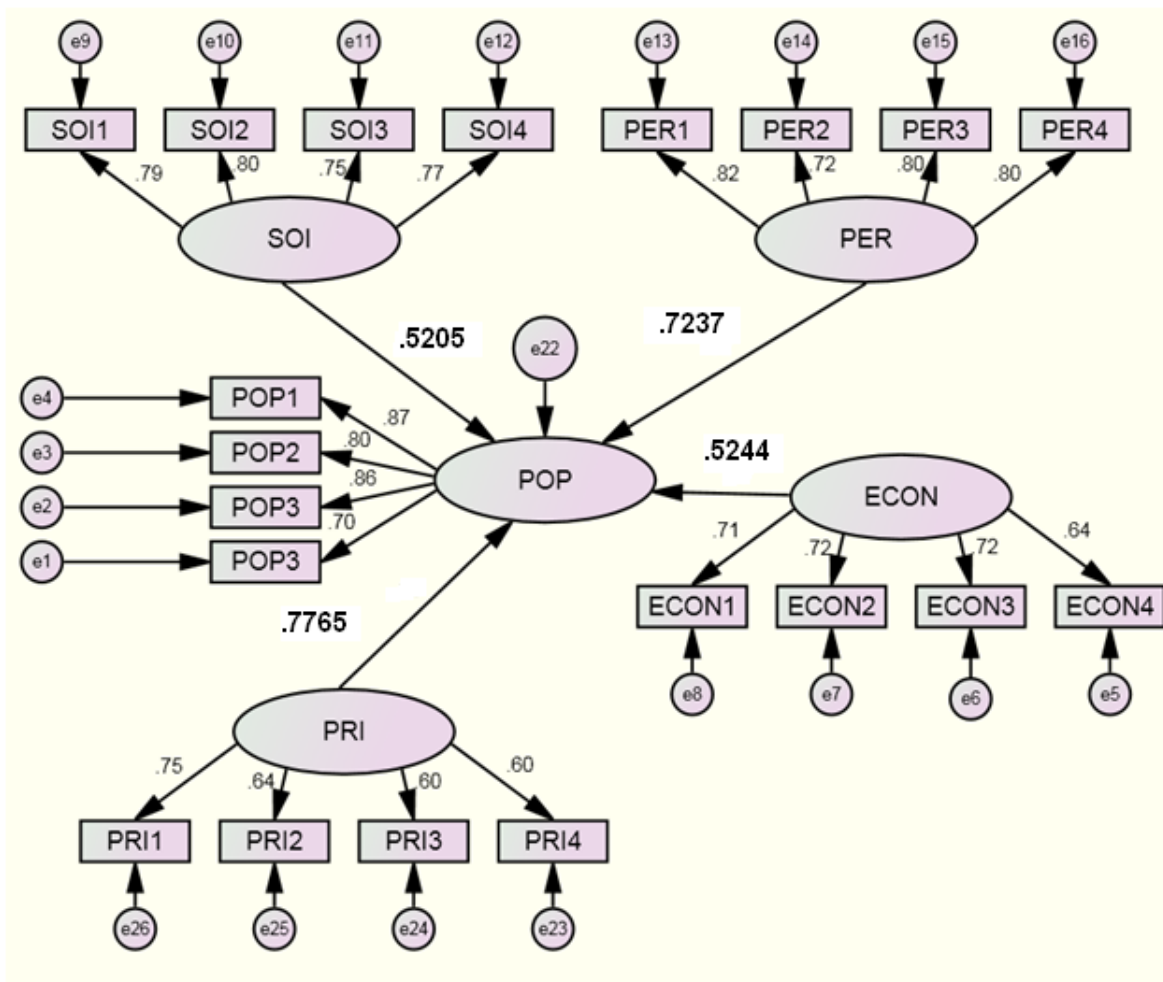 e9 e10 e11 e12 e13 e14 e15 e16
SOI1 SOI2 SOI3 SOI4 PER1 PER2 PER3 PER4
.79 .80 .75 .77 .82 .72 .80 .80
SOI PER
.5205 .7237
e22
e4 POP1 .87
e3 POP2 .80
e2 POP3 .86
e1 POP3 .70
POP
.5244
ECON
.71 .72 .72 .64
ECON1 ECON2 ECON3 ECON4
e8 e7 e6 e5
.7765
PRI
.75 .64 .60 .60
PRI1 PRI2 PRI3 PRI4
e26 e25 e24 e23